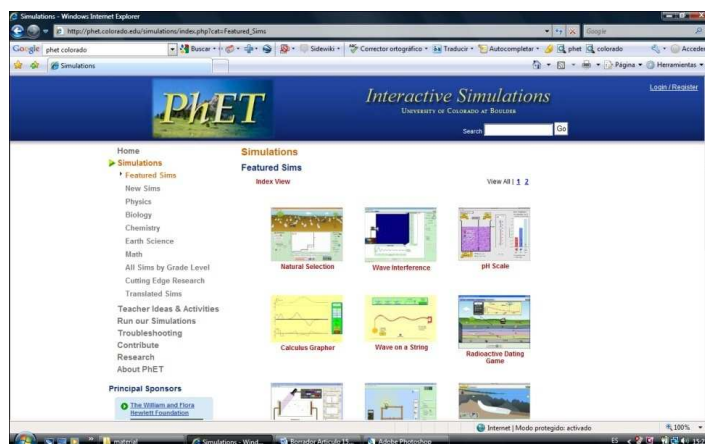 Simulations - Windows Internet Explorer
http://phet.colorado.edu/simulations/index.php?cat=Featured_Sims
Google
Google phet colorado Buscar Sidewiki Corrector ortográfico Traducir Autocompletar phet colorado Acceder
Simulations Página Herramientas
Login / Register
PhET Interactive Simulations
University of Colorado at Boulder
Search Go
Home
Simulations
Featured Sims
New Sims
Physics
Biology
Chemistry
Earth Science
Math
All Sims by Grade Level
Cutting Edge Research
Translated Sims
Teacher Ideas & Activities
Run our Simulations
Troubleshooting
Contribute
Research
About PhET
Principal Sponsors
The William and Flora
Hewlett Foundation
Simulations
Featured Sims
Index View View All | 1 2
Natural Selection Wave Interference pH Scale
Calculus Grapher Wave on a String Radioactive Dating
Game
Internet | Modo protegido: activado 100%
material Simulations - Wind... Borrador Articulo 15... Adobe Photoshop ES